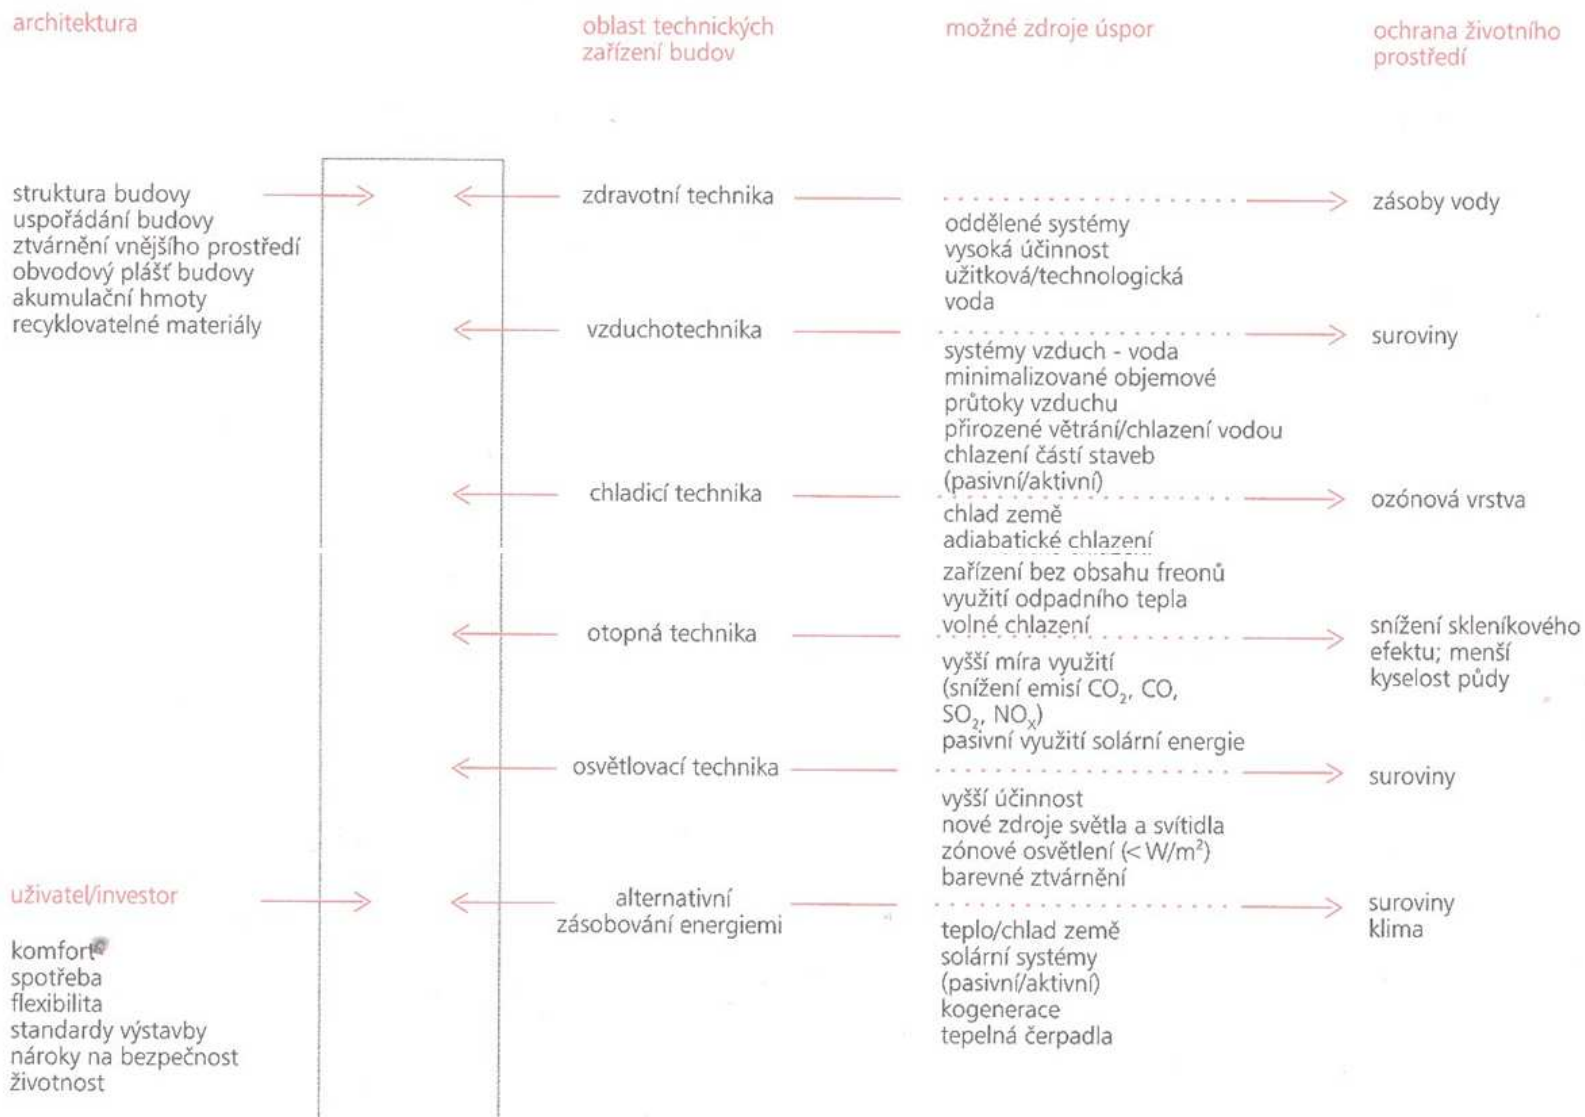 architektura
oblast technických
zařízení budov
možné zdroje úspor
ochrana životního
prostředí
struktura budovy
uspořádání budovy
ztvárnění vnějšího prostředí
obvodový plášť budovy
akumulační hmoty
recyklovatelné materiály
zdravotní technika
oddělené systémy
vysoká účinnost
užitková/technologická
voda
zásoby vody
vzduchotechnika
systémy vzduch - voda
minimalizované objemové
průtoky vzduchu
přirozené větrání/chlazení vodou
chlazení částí staveb
(pasivní/aktivní)
suroviny
chladicí technika
chlad země
adiabatické chlazení
zařízení bez obsahu freonů
využití odpadního tepla
volné chlazení
ozónová vrstva
otopná technika
vyšší míra využití
(snížení emisí CO₂, CO,
SO₂, NOₓ)
pasivní využití solární energie
snížení skleníkového
efektu; menší
kyselost půdy
osvětlovací technika
vyšší účinnost
nové zdroje světla a svítidla
zónové osvětlení (< W/m²)
barevné ztvárnění
suroviny
uživatel/investor
komfort
spotřeba
flexibilita
standardy výstavby
nároky na bezpečnost
životnost
alternativní
zásobování energiemi
teplo/chlad země
solární systémy
(pasivní/aktivní)
kogenerace
tepelná čerpadla
suroviny
klima